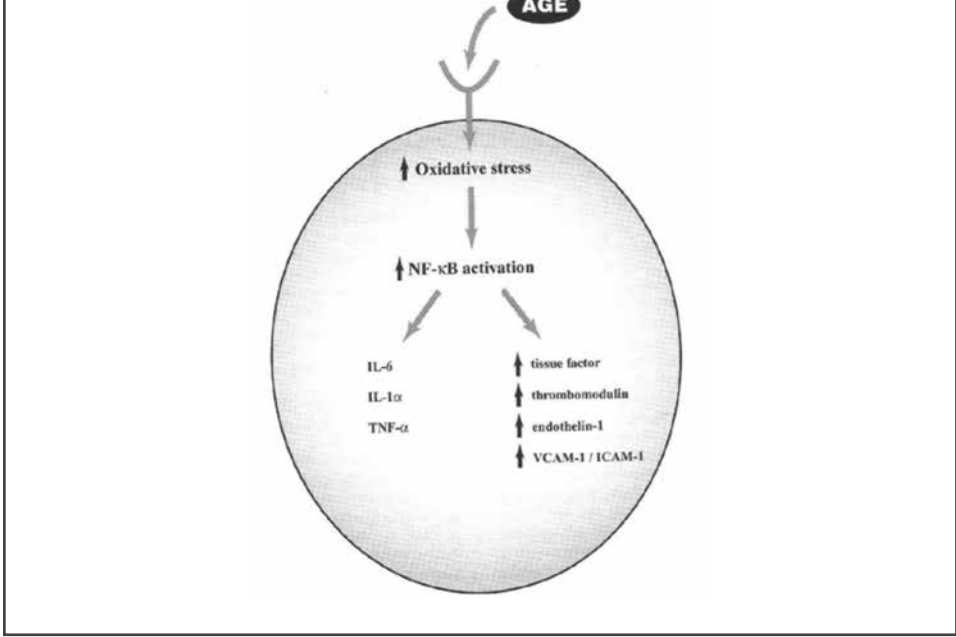 AGE
Oxidative stress
NF-κB activation
IL-6
IL-1α
TNF-α
tissue factor
thrombomodulin
endothelin-1
VCAM-1 / ICAM-1